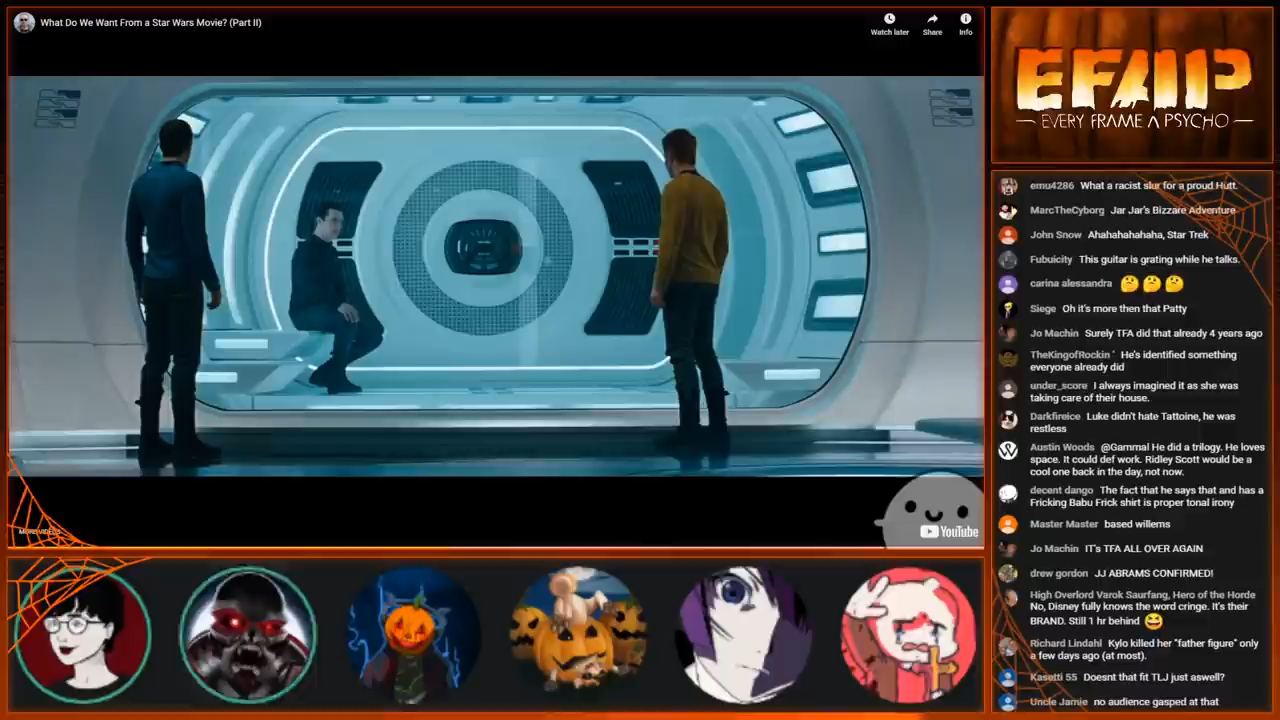 What Do We Want From a Star Wars Movie? (Part II)
Watch later
Share
Info
EFAP
EVERY FRAME A PSYCHO
emu4286 What a racist slur for a proud Hutt.
MarcTheCyborg Jar Jar's Bizzare Adventure
John Snow Ahahahahahaha, Star Trek
Fubuicity This guitar is grating while he talks.
carina alessandra 🤔 🤔 🤔
Siege Oh it's more then that Patty
Jo Machin Surely TFA did that already 4 years ago
TheKingofRockin ' He's identified something
everyone already did
under_score I always imagined it as she was
taking care of their house.
Darkfireice Luke didn't hate Tattoine, he was
restless
Austin Woods @Gammal He did a trilogy. He loves
space. It could def work. Ridley Scott would be a
cool one back in the day, not now.
decent dango The fact that he says that and has a
Fricking Babu Frick shirt is proper tonal irony
Master Master based willems
Jo Machin IT's TFA ALL OVER AGAIN
drew gordon JJ ABRAMS CONFIRMED!
High Overlord Varok Saurfang, Hero of the Horde
No, Disney fully knows the word cringe. It's their
BRAND. Still 1 hr behind 😆
Richard Lindahl Kylo killed her "father figure" only
a few days ago (at most).
Kasetti 55 Doesnt that fit TLJ just aswell?
Uncle Jamie no audience gasped at that
MORE VIDEOS
YouTube